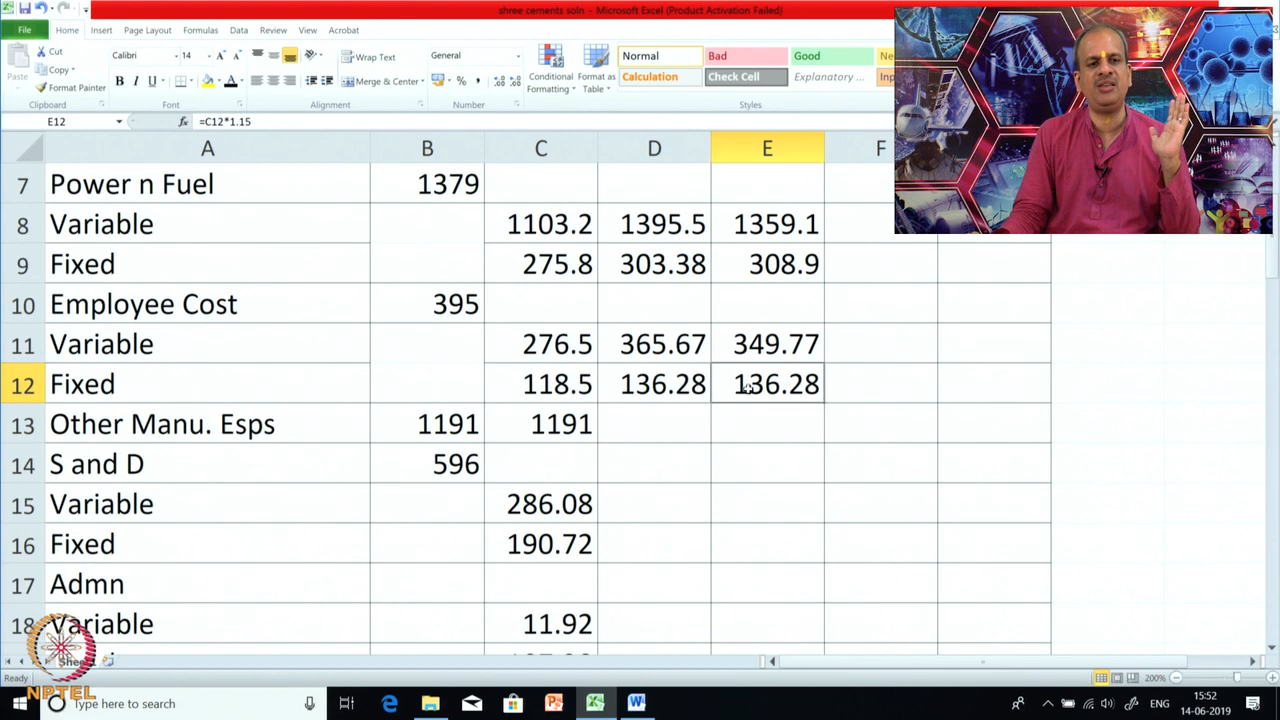 shree cements soln - Microsoft Excel (Product Activation Failed)
File Home Insert Page Layout Formulas Data Review View Acrobat
Cut
Copy
Format Painter
Paste
Clipboard
Calibri 14
B I U
Font
Wrap Text
Merge & Center
Alignment
General
Number
Conditional Formatting
Format as Table
Normal Bad Good
Calculation Check Cell Explanatory ...
Styles
E12 fx =C12*1.15
A B C D E F
7 Power n Fuel 1379
8 Variable 1103.2 1395.5 1359.1
9 Fixed 275.8 303.38 308.9
10 Employee Cost 395
11 Variable 276.5 365.67 349.77
12 Fixed 118.5 136.28 136.28
13 Other Manu. Esps 1191 1191
14 S and D 596
15 Variable 286.08
16 Fixed 190.72
17 Admn
18 Variable 11.92
Ready 200%
NPTEL
Type here to search
ENG
15:52
14-06-2019